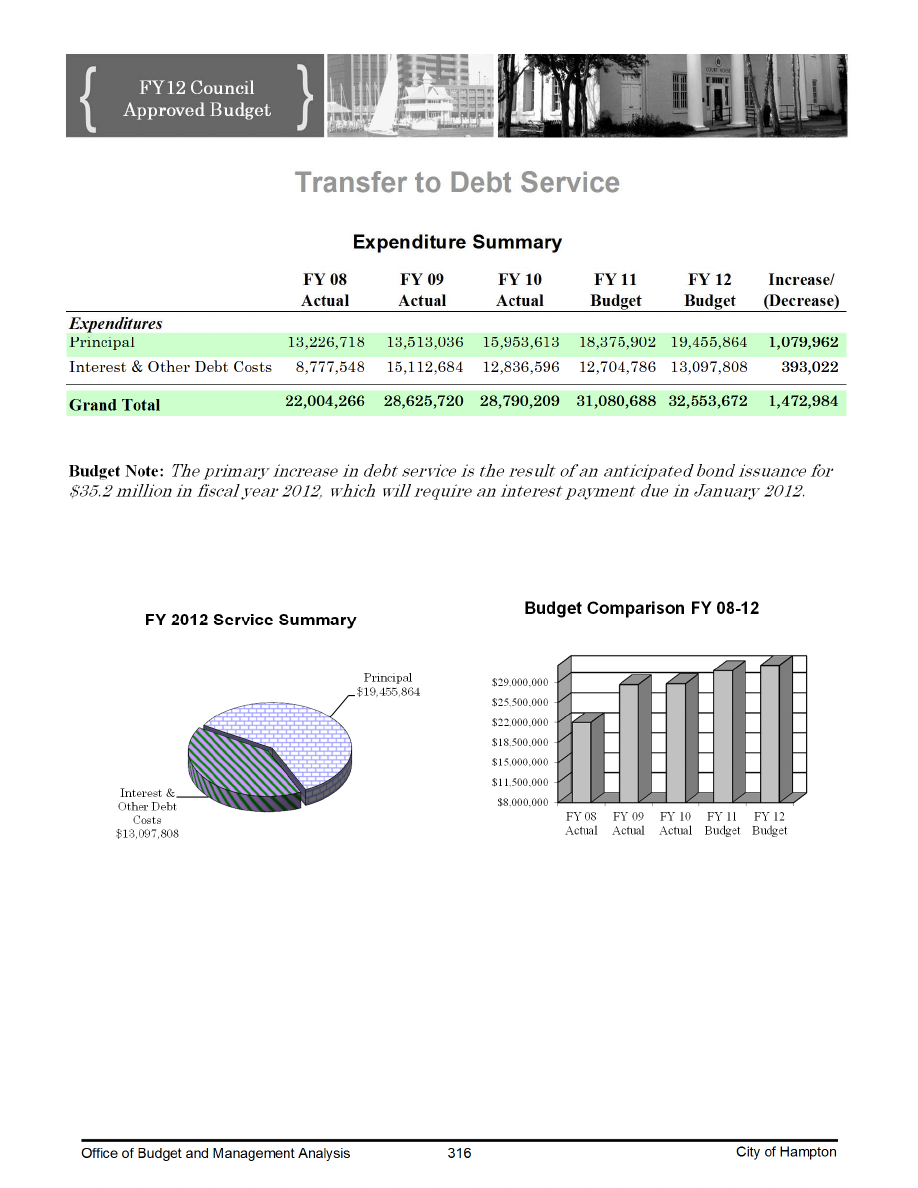 FY12 Council
Approved Budget
COURT HOUSE
Transfer to Debt Service
Expenditure Summary
FY 08 FY 09 FY 10 FY 11 FY 12 Increase/
Actual Actual Actual Budget Budget (Decrease)
Expenditures
Principal 13,226,718 13,513,036 15,953,613 18,375,902 19,455,864 1,079,962
Interest & Other Debt Costs 8,777,548 15,112,684 12,836,596 12,704,786 13,097,808 393,022
Grand Total 22,004,266 28,625,720 28,790,209 31,080,688 32,553,672 1,472,984
Budget Note: The primary increase in debt service is the result of an anticipated bond issuance for
$35.2 million in fiscal year 2012, which will require an interest payment due in January 2012.
FY 2012 Service Summary
Principal
$19,455,864
Interest &
Other Debt
Costs
$13,097,808
Budget Comparison FY 08-12
$29,000,000
$25,500,000
$22,000,000
$18,500,000
$15,000,000
$11,500,000
$8,000,000
FY 08 FY 09 FY 10 FY 11 FY 12
Actual Actual Actual Budget Budget
Office of Budget and Management Analysis 316 City of Hampton